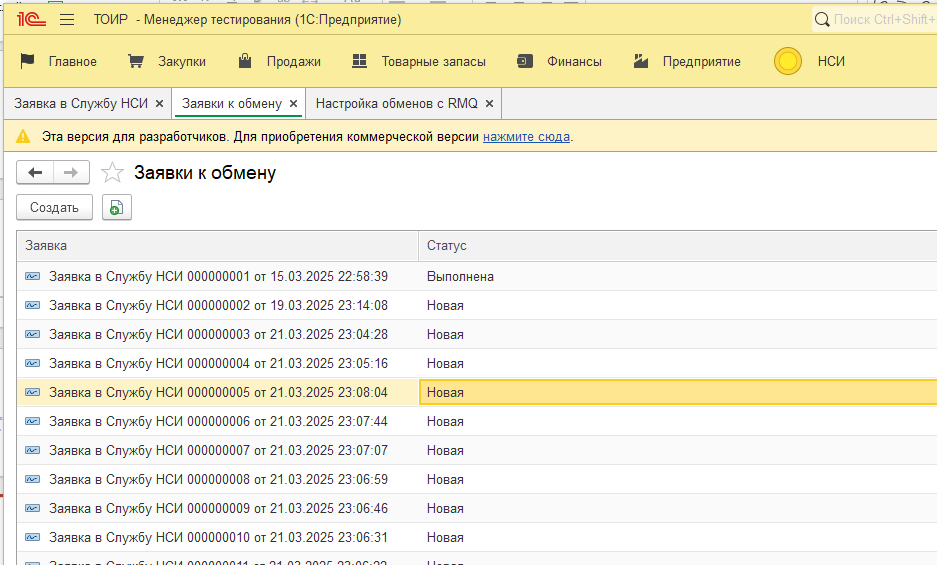 1С ТОИР - Менеджер тестирования (1С:Предприятие) Поиск Ctrl+Shift+
Главное Закупки Продажи Товарные запасы Финансы Предприятие НСИ
Заявка в Службу НСИ × Заявки к обмену × Настройка обменов с RMQ ×
Эта версия для разработчиков. Для приобретения коммерческой версии нажмите сюда.
Заявки к обмену
Создать
Заявка Статус
Заявка в Службу НСИ 000000001 от 15.03.2025 22:58:39 Выполнена
Заявка в Службу НСИ 000000002 от 19.03.2025 23:14:08 Новая
Заявка в Службу НСИ 000000003 от 21.03.2025 23:04:28 Новая
Заявка в Службу НСИ 000000004 от 21.03.2025 23:05:16 Новая
Заявка в Службу НСИ 000000005 от 21.03.2025 23:08:04 Новая
Заявка в Службу НСИ 000000006 от 21.03.2025 23:07:44 Новая
Заявка в Службу НСИ 000000007 от 21.03.2025 23:07:07 Новая
Заявка в Службу НСИ 000000008 от 21.03.2025 23:06:59 Новая
Заявка в Службу НСИ 000000009 от 21.03.2025 23:06:46 Новая
Заявка в Службу НСИ 000000010 от 21.03.2025 23:06:31 Новая